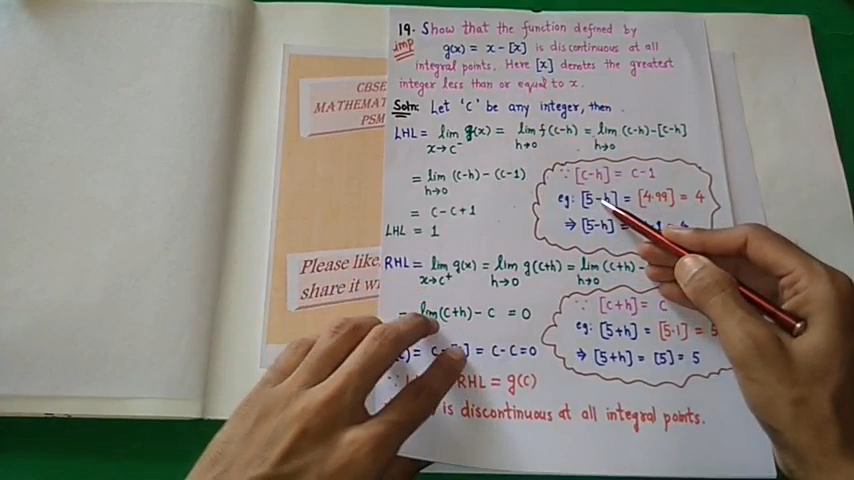 CBSE
MATHEMAT
PSM
Please like,
share it wi
19. Show that the function defined by
imp g(x) = x - [x] is discontinuous at all
integral points. Here [x] denotes the greatest
integer less than or equal to x.
Soln: Let 'C' be any integer, then
LHL = lim x→c⁻ g(x) = lim h→0 f(c-h) = lim h→0 (c-h) - [c-h]
= lim h→0 (c-h) - (c-1)
= c - c + 1
LHL = 1
∵ [c-h] = c-1
eg: [5-h] = [4.99] = 4
⇒ [5-h] =
RHL = lim x→c⁺ g(x) = lim h→0 g(c+h) = lim h→0 (c+h) -
= lim (c+h) - c = 0
= c - c = 0
RHL = g(c)
is discontinuous at all integral points.
∵ [c+h] = c
eg: [5+h] = [5.1] = 5
⇒ [5+h] = [5] = 5